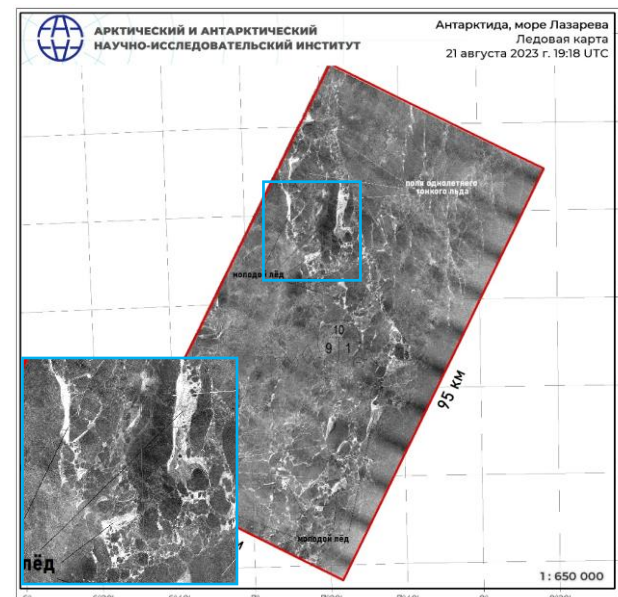 АРКТИЧЕСКИЙ И АНТАРКТИЧЕСКИЙ
НАУЧНО-ИССЛЕДОВАТЕЛЬСКИЙ ИНСТИТУТ
Антарктида, море Лазарева
Ледовая карта
21 августа 2023 г. 19:18 UTC
поля однолетнего
тонкого льда
молодой лёд
10
9 1
95 км
лёд
молодой лёд
1 : 650 000